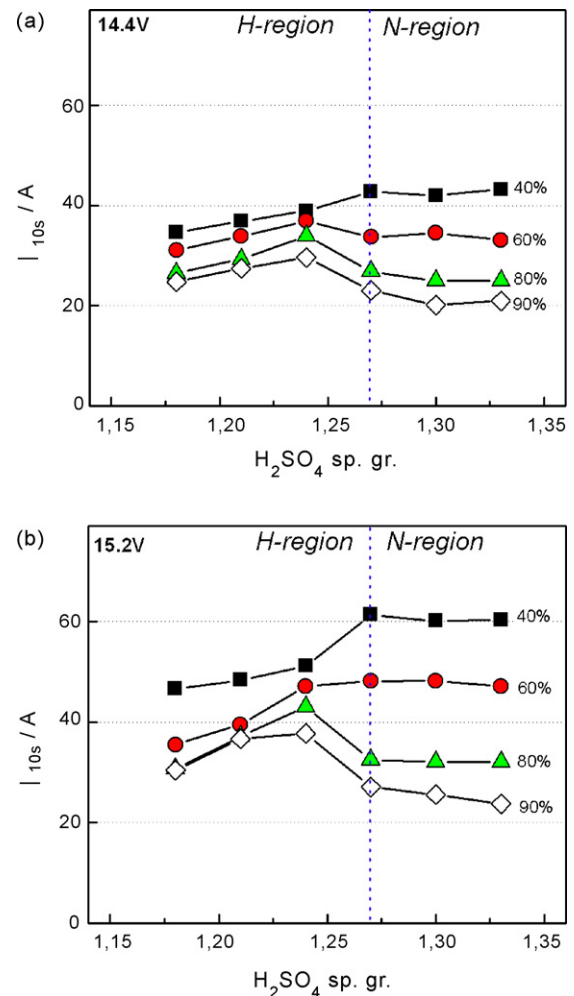 (a)
14.4V
H-region
N-region
60
40
20
0
I 10s / A
40%
60%
80%
90%
1,15
1,20
1,25
1,30
1,35
H2SO4 sp. gr.
(b)
15.2V
H-region
N-region
60
40
20
0
I 10s / A
40%
60%
80%
90%
1,15
1,20
1,25
1,30
1,35
H2SO4 sp. gr.